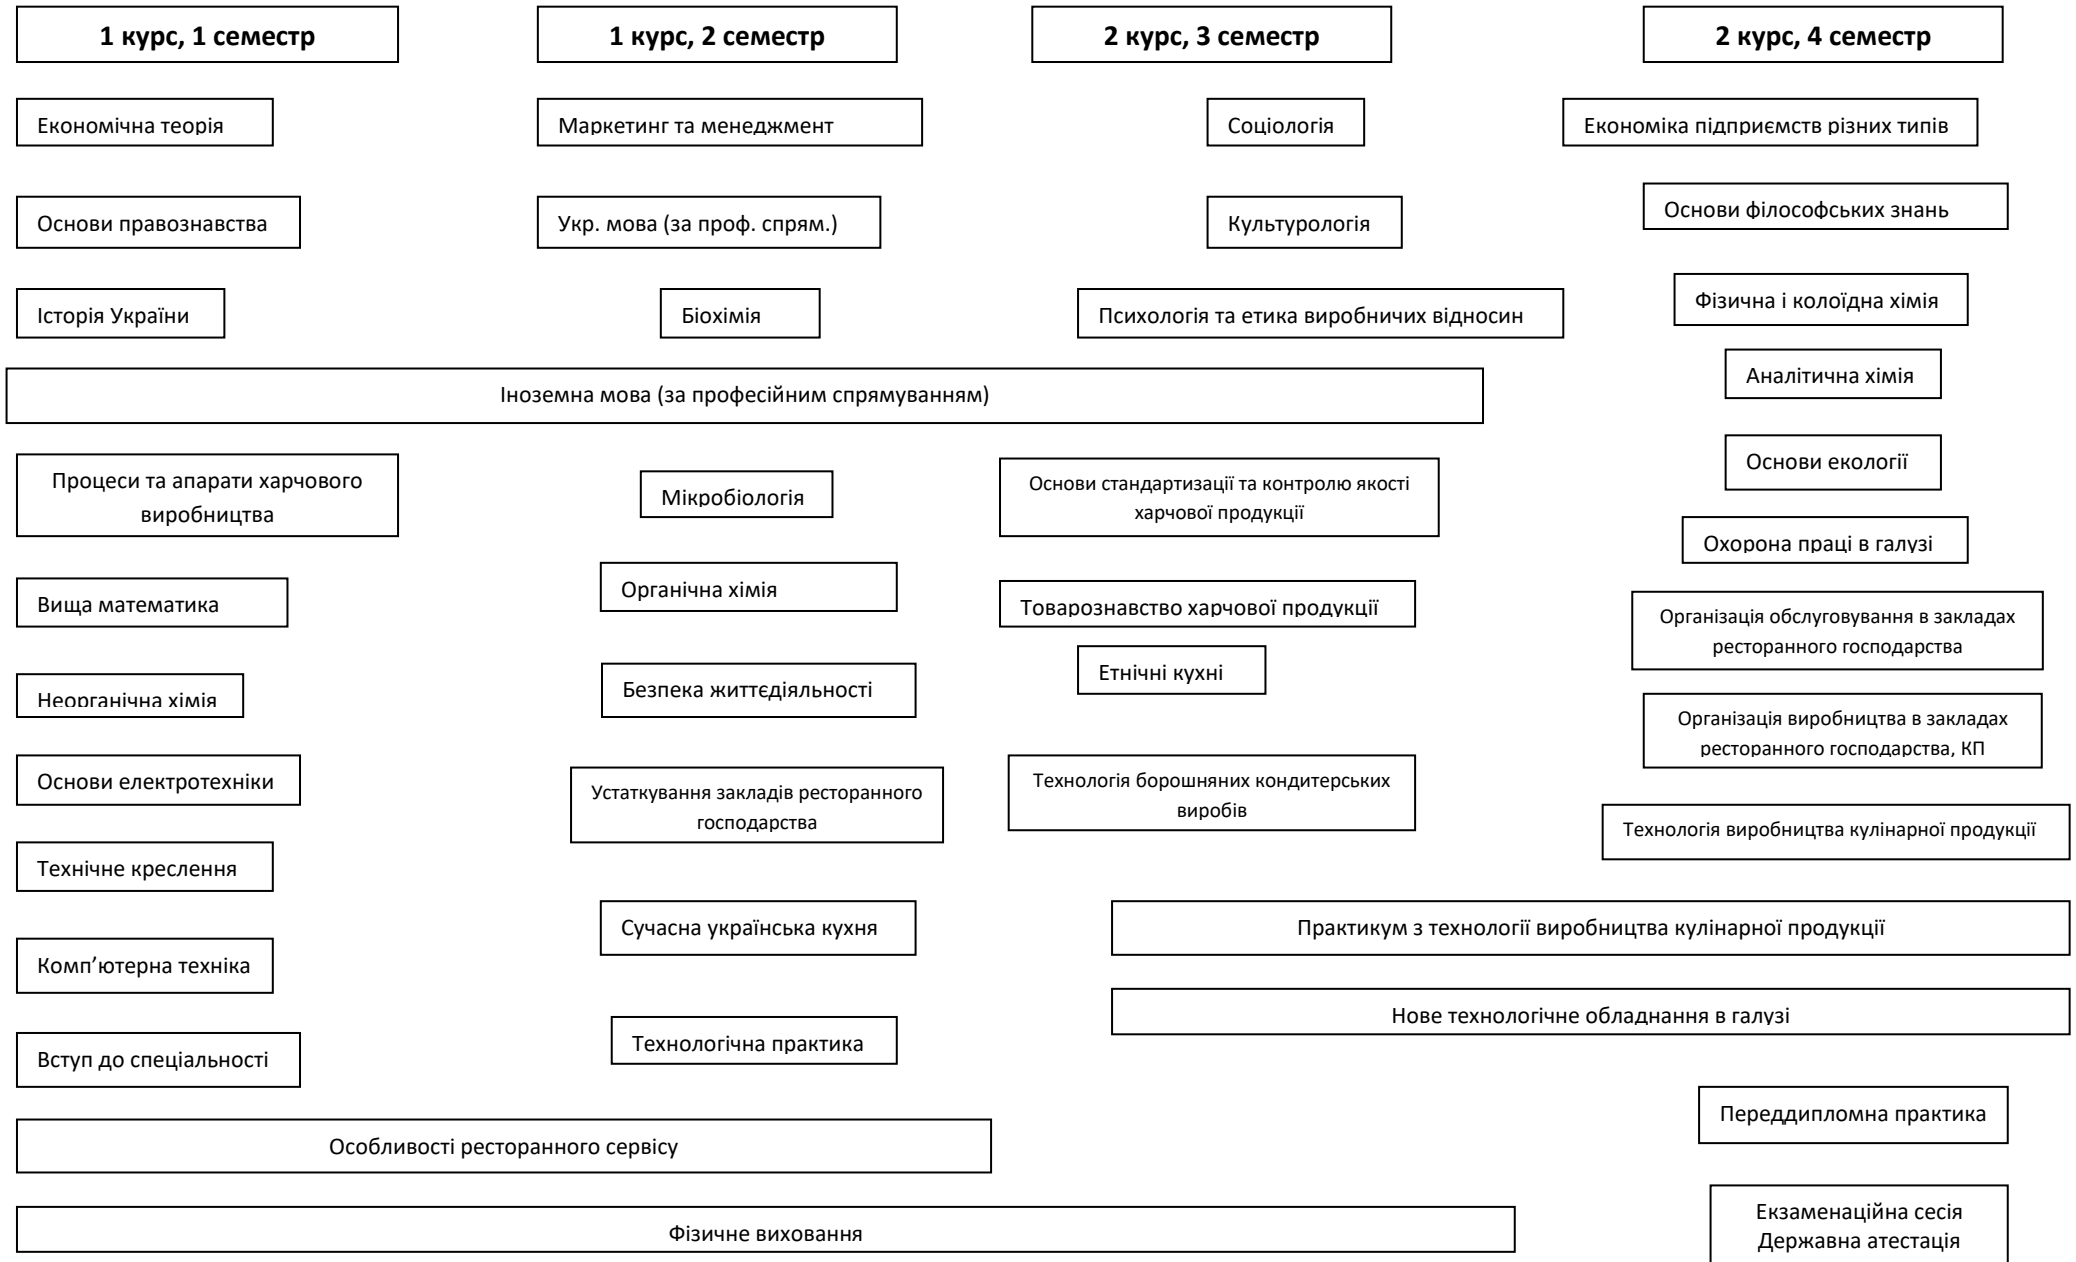 1 курс, 1 семестр
1 курс, 2 семестр
2 курс, 3 семестр
2 курс, 4 семестр
Економічна теорія
Маркетинг та менеджмент
Соціологія
Економіка підприємств різних типів
Основи правознавства
Укр. мова (за проф. спрям.)
Культурологія
Основи філософських знань
Історія України
Біохімія
Психологія та етика виробничих відносин
Фізична і колоїдна хімія
Іноземна мова (за професійним спрямуванням)
Аналітична хімія
Процеси та апарати харчового
виробництва
Мікробіологія
Основи стандартизації та контролю якості
харчової продукції
Основи екології
Охорона праці в галузі
Вища математика
Органічна хімія
Товарознавство харчової продукції
Організація обслуговування в закладах
ресторанного господарства
Неорганічна хімія
Безпека життєдіяльності
Етнічні кухні
Організація виробництва в закладах
ресторанного господарства, КП
Основи електротехніки
Устаткування закладів ресторанного
господарства
Технологія борошняних кондитерських
виробів
Технологія виробництва кулінарної продукції
Технічне креслення
Сучасна українська кухня
Практикум з технології виробництва кулінарної продукції
Комп’ютерна техніка
Нове технологічне обладнання в галузі
Вступ до спеціальності
Технологічна практика
Переддипломна практика
Особливості ресторанного сервісу
Фізичне виховання
Екзаменаційна сесія
Державна атестація